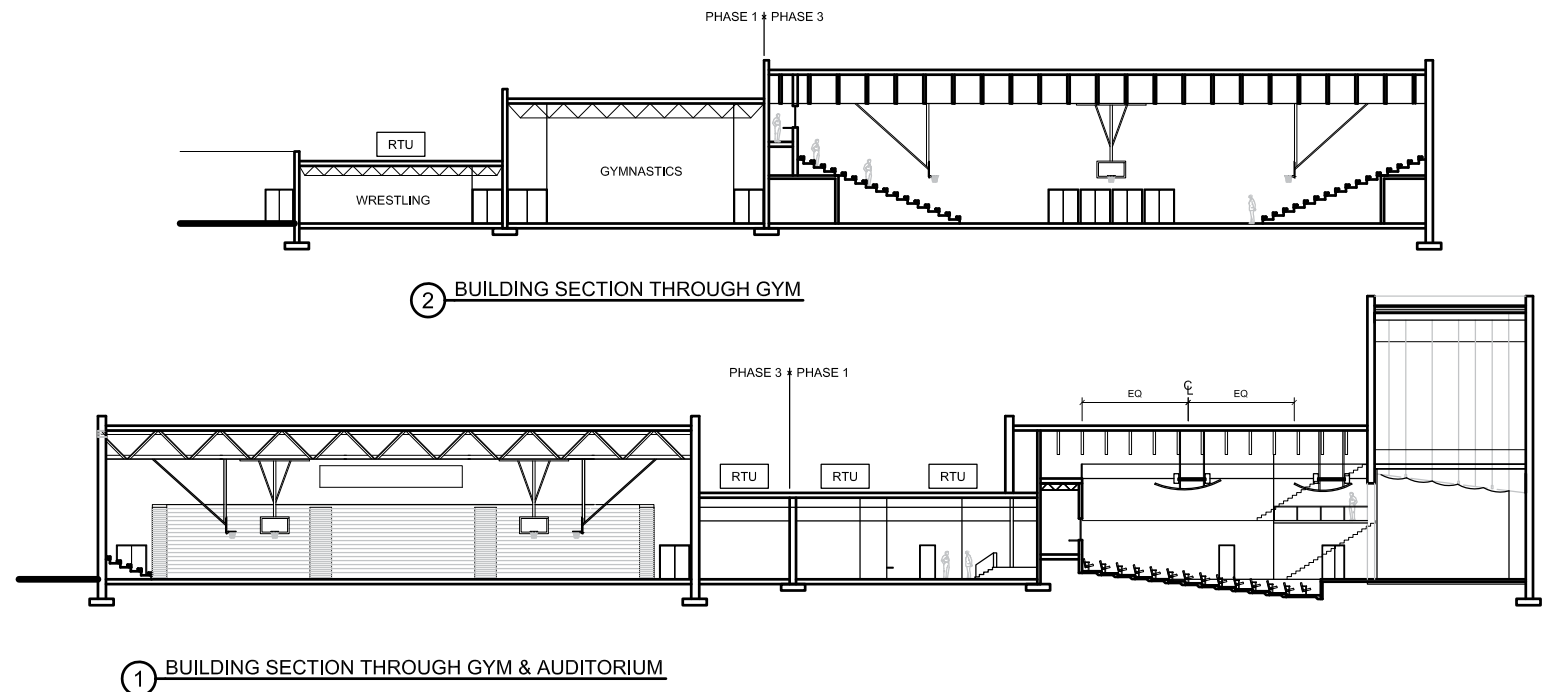 PHASE 1 PHASE 3
RTU
GYMNASTICS
WRESTLING
2 BUILDING SECTION THROUGH GYM
PHASE 3 PHASE 1
EQ ℄ EQ
RTU RTU RTU
1 BUILDING SECTION THROUGH GYM & AUDITORIUM